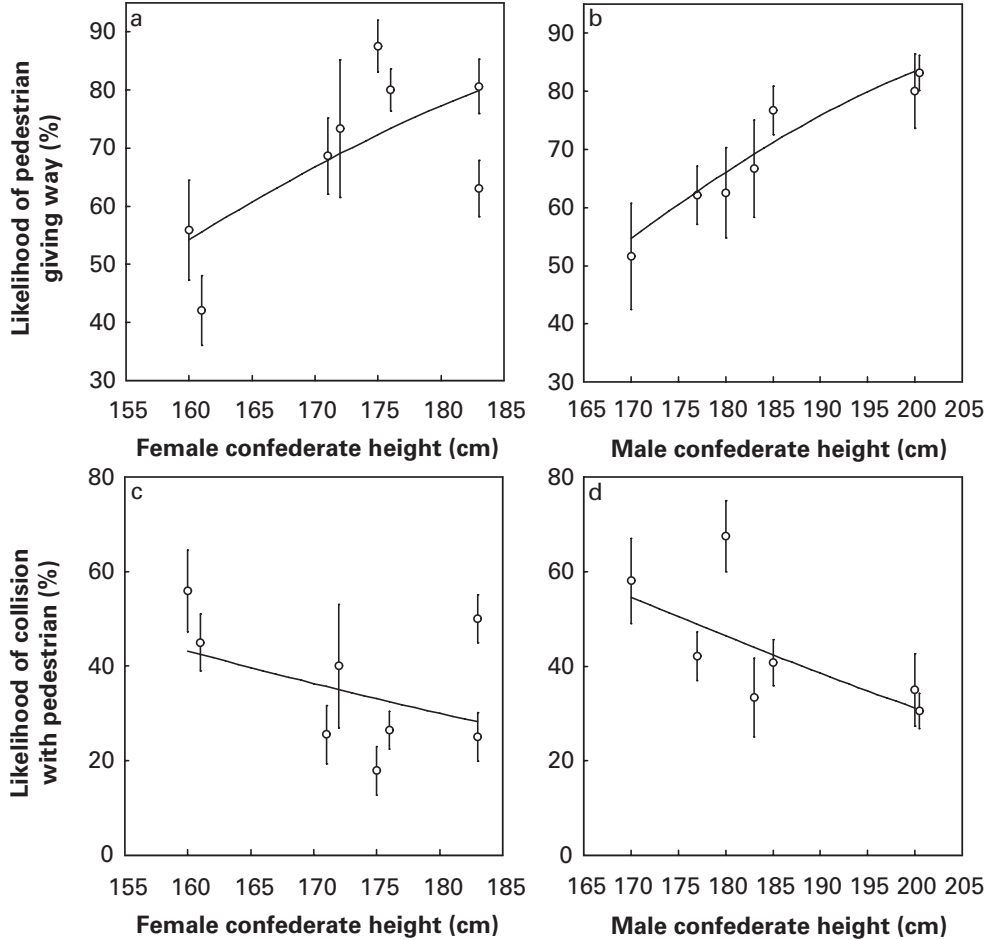 a
Likelihood of pedestrian
giving way (%)
90
80
70
60
50
40
30
155 160 165 170 175 180 185
Female confederate height (cm)
b
90
80
70
60
50
40
30
165 170 175 180 185 190 195 200 205
Male confederate height (cm)
c
Likelihood of collision
with pedestrian (%)
80
60
40
20
0
155 160 165 170 175 180 185
Female confederate height (cm)
d
80
60
40
20
0
165 170 175 180 185 190 195 200 205
Male confederate height (cm)